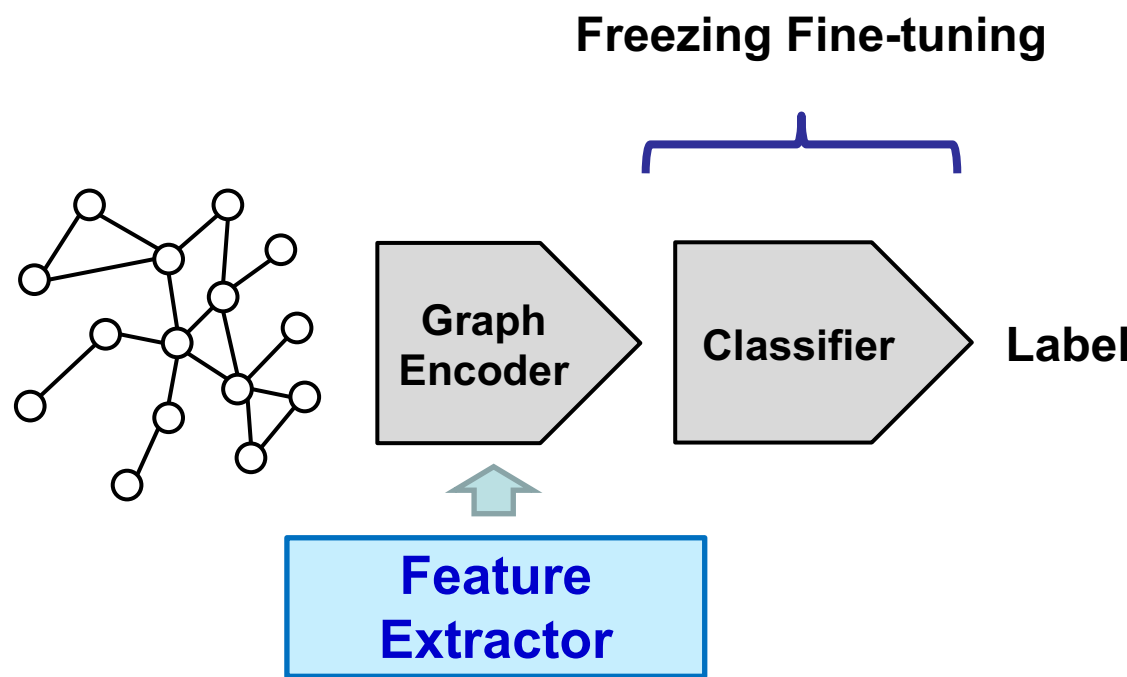 Freezing Fine-tuning
Graph
Encoder
Classifier
Label
Feature
Extractor